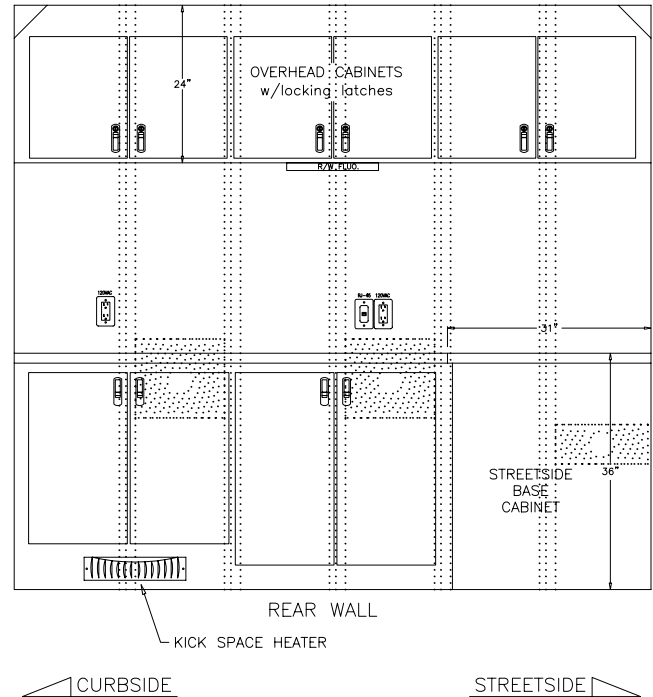 OVERHEAD CABINETS
w/locking latches
24"
R/W FLUO.
120VAC
RJ-45 120VAC
31"
36"
STREETSIDE
BASE
CABINET
REAR WALL
KICK SPACE HEATER
CURBSIDE
STREETSIDE